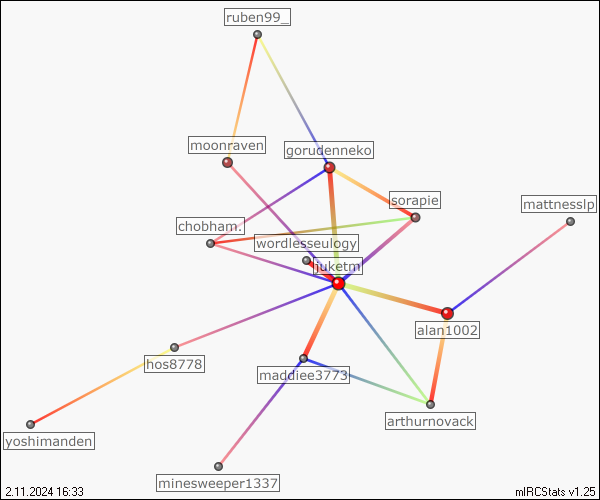 ruben99_
moonraven
gorudenneko
sorapie
mattnesslp
chobham.
wordlesseulogy
juketm
alan1002
hos8778
maddiee3773
arthurnovack
yoshimanden
minesweeper1337
2.11.2024 16:33
mIRCStats v1.25